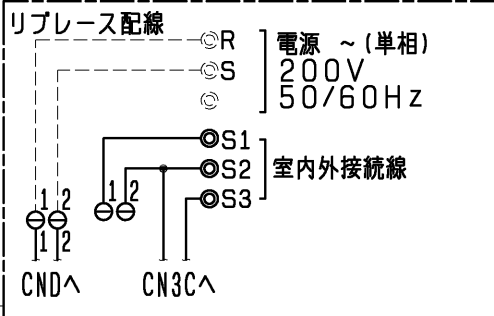 リプレース配線
R
S
電源 ~(単相)
200V
50/60Hz
S1
S2
S3
室内外接続線
1 2
1 2
1 2
CNDへ
CN3Cへ